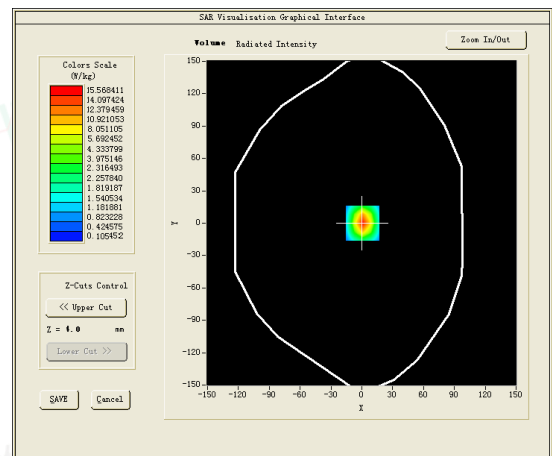 SAR Visualisation Graphical Interface
Volume Radiated Intensity
Zoom In/Out
Colors Scale
(W/kg)
15.568411
14.097424
12.379459
10.921053
8.051105
5.692452
4.333799
3.975146
2.316493
2.257840
1.819187
1.540534
1.181881
0.823228
0.424575
0.105452
Z-Cuts Control
<< Upper Cut
Z = 4.0 mm
Lower Cut >>
SAVE
Cancel
150
120
90
60
30
0
-30
-60
-90
-120
-150
Y
-150 -120 -90 -60 -30 0 30 60 90 120 150
X